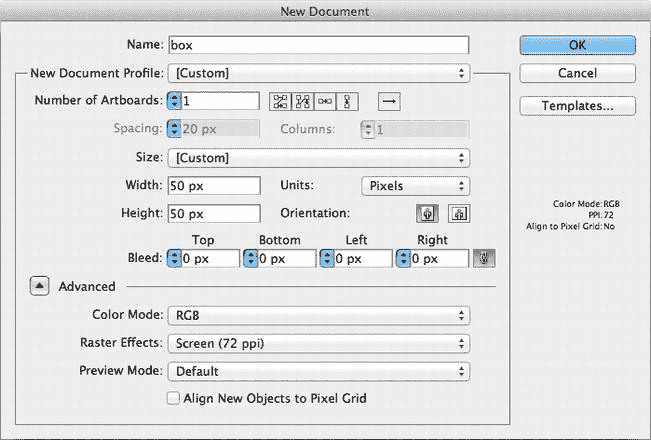 New Document
Name: box
OK
New Document Profile: [Custom]
Cancel
Number of Artboards: 1
Templates...
Spacing: 20 px Columns: 1
Size: [Custom]
Width: 50 px Units: Pixels
Height: 50 px Orientation:
Color Mode:RGB
PPI:72
Align to Pixel Grid:No
Top Bottom Left Right
Bleed: 0 px 0 px 0 px 0 px
Advanced
Color Mode: RGB
Raster Effects: Screen (72 ppi)
Preview Mode: Default
Align New Objects to Pixel Grid